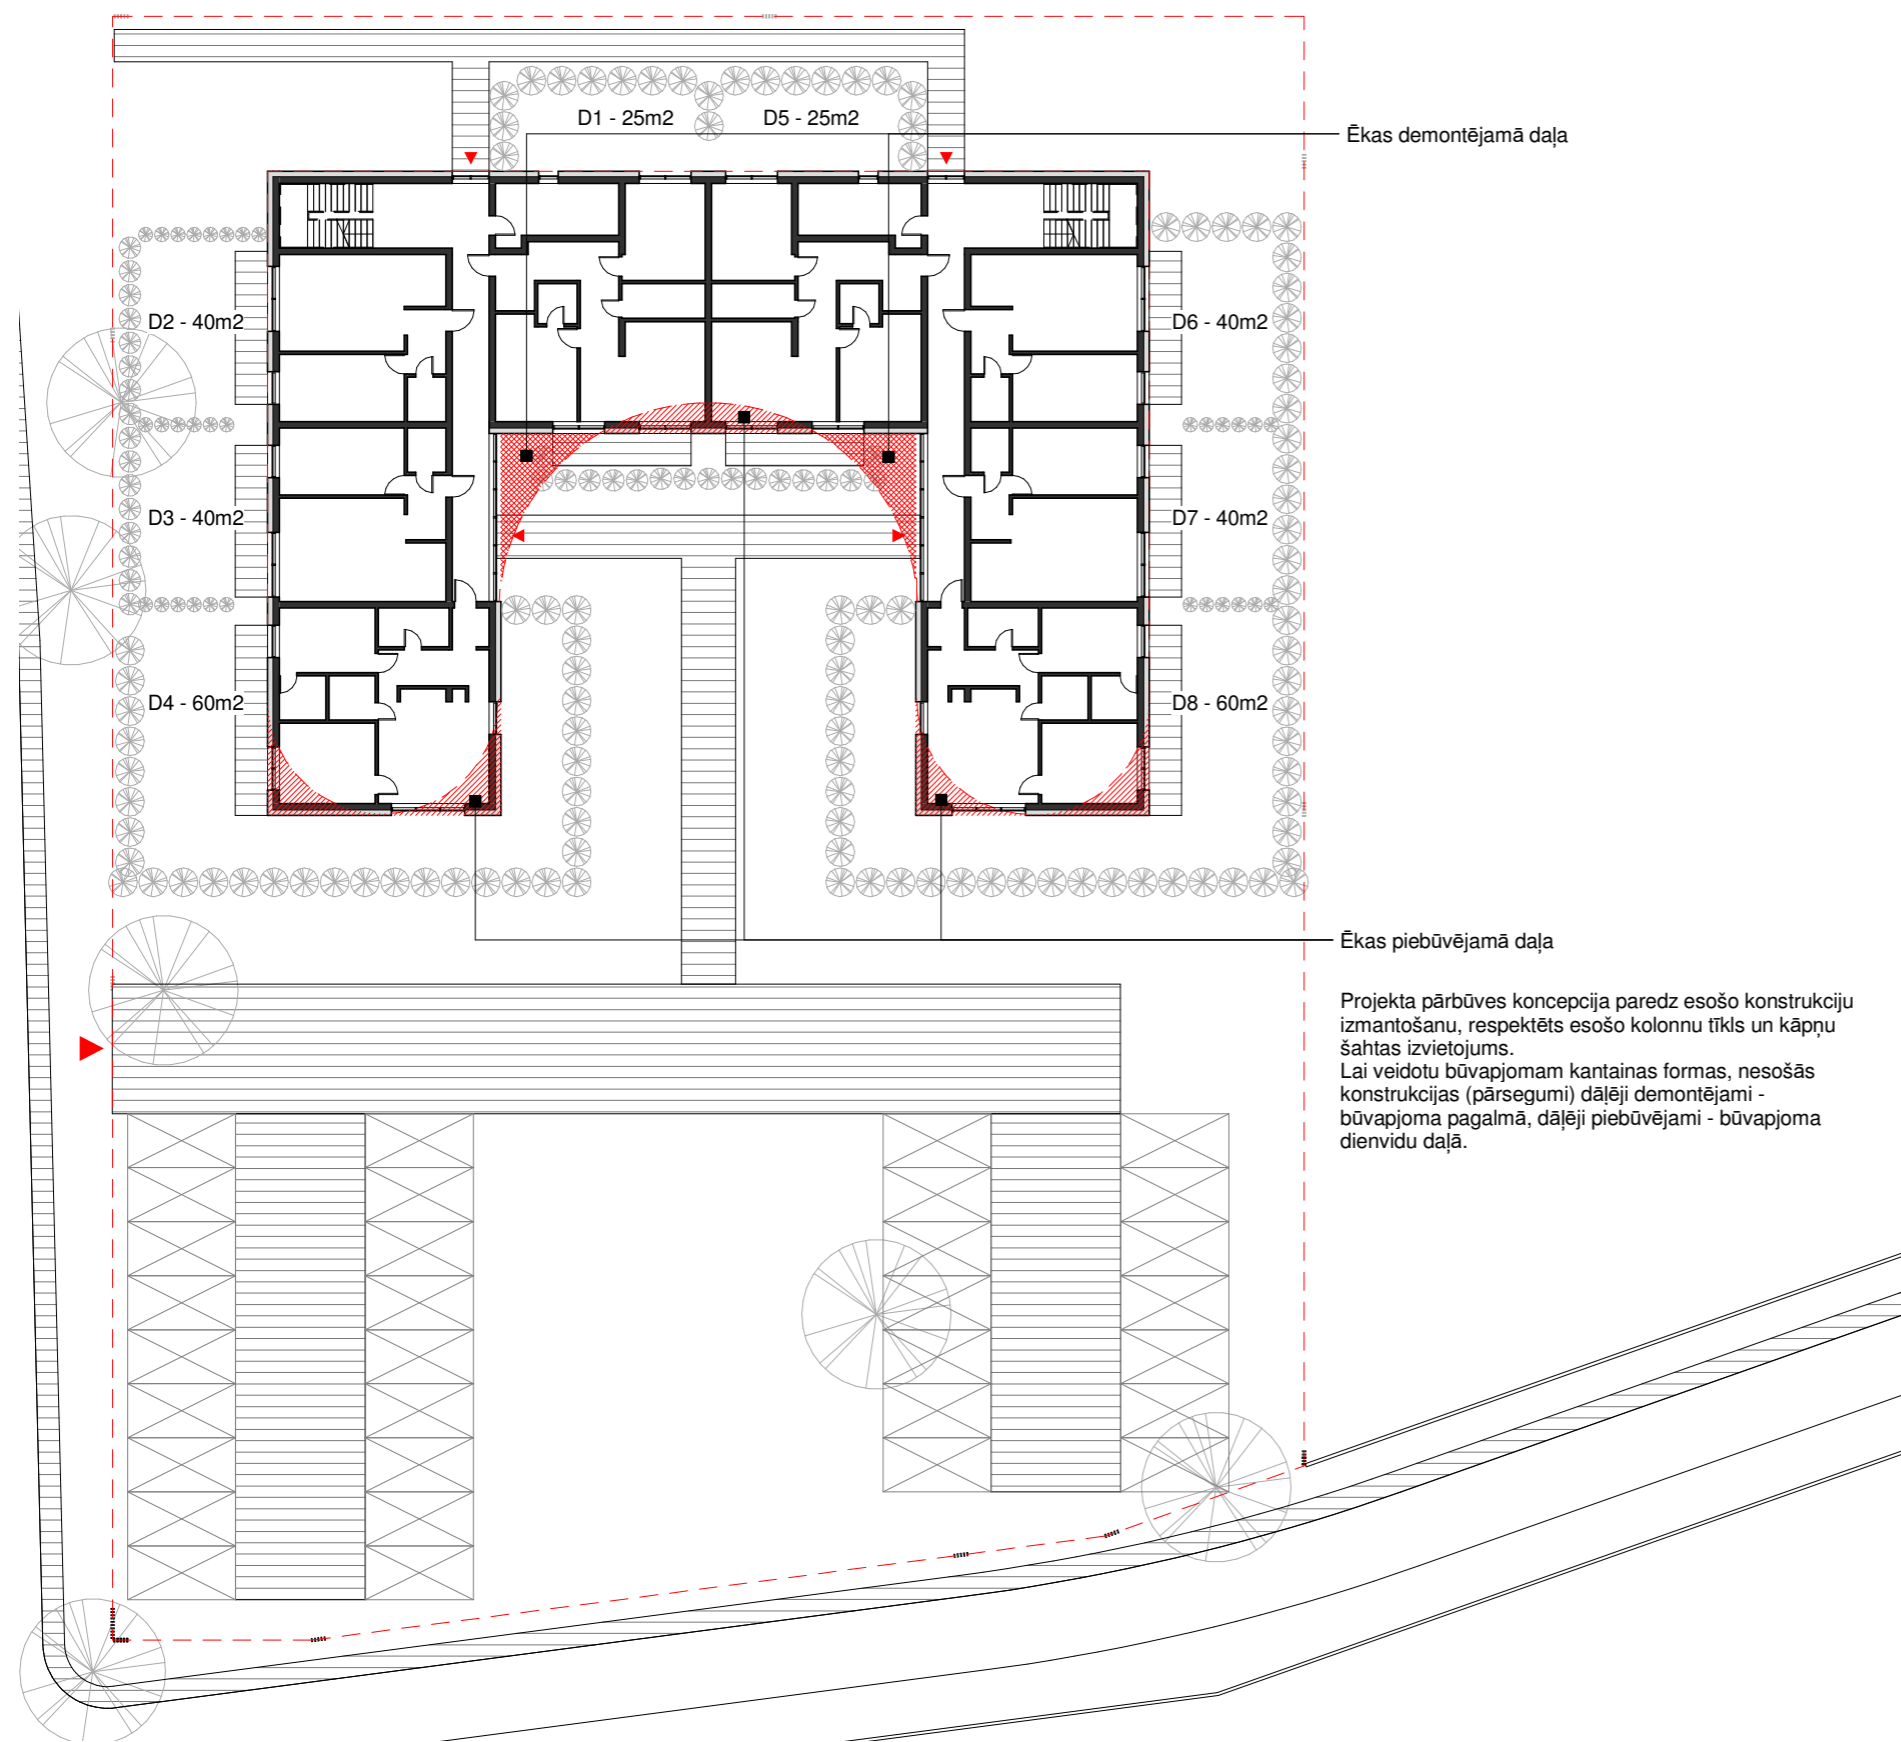 D1 - 25m2
D5 - 25m2
Ēkas demontējamā daļa
D2 - 40m2
D6 - 40m2
D3 - 40m2
D7 - 40m2
D4 - 60m2
D8 - 60m2
Ēkas piebūvējamā daļa
Projekta pārbūves koncepcija paredz esošo konstrukciju
izmantošanu, respektēts esošo kolonnu tīkls un kāpņu
šahtas izvietojums.
Lai veidotu būvapjomam kantainas formas, nesošās
konstrukcijas (pārsegumi) dāļēji demontējami -
būvapjoma pagalmā, dāļēji piebūvējami - būvapjoma
dienvidu daļā.